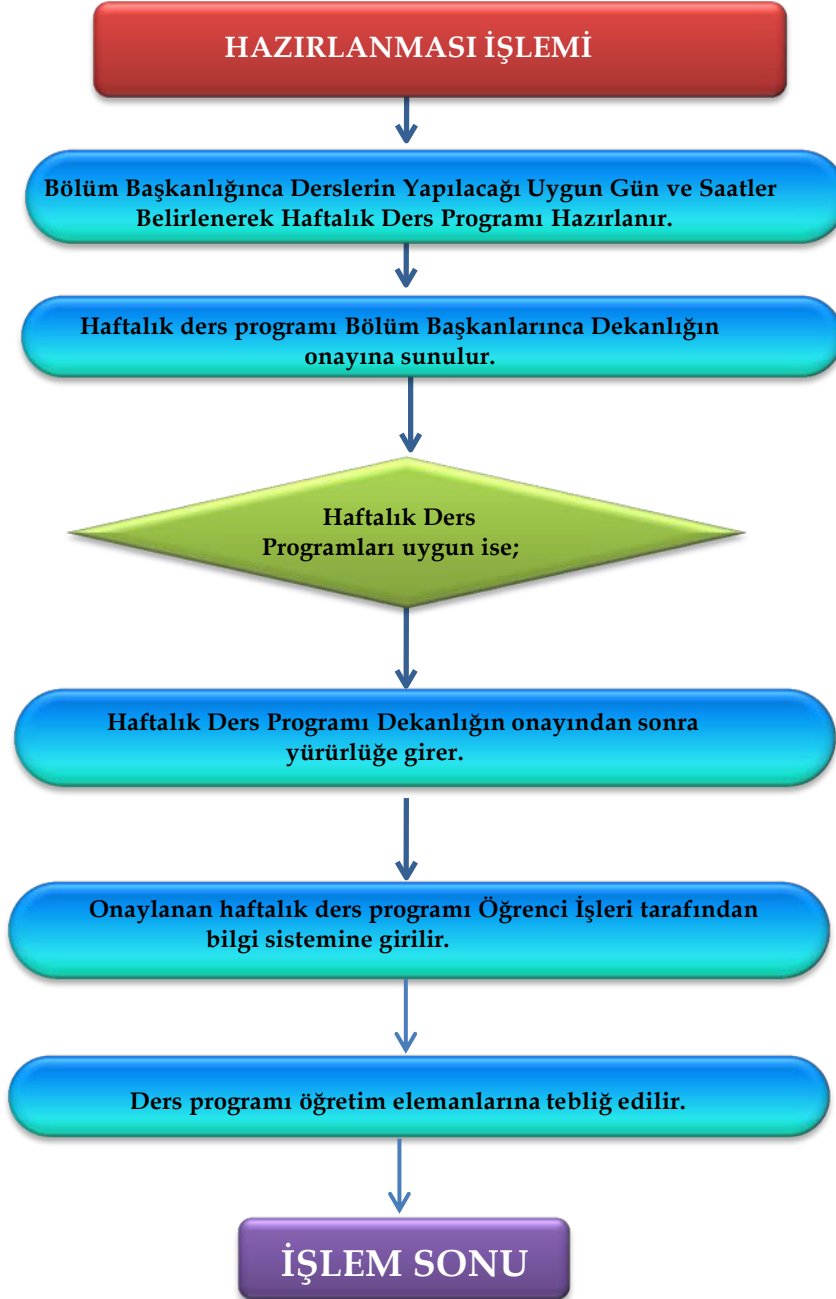 HAZIRLANMASI İŞLEMİ
Bölüm Başkanlığınca Derslerin Yapılacağı Uygun Gün ve Saatler
Belirlenerek Haftalık Ders Programı Hazırlanır.
Haftalık ders programı Bölüm Başkanlarınca Dekanlığın
onayına sunulur.
Haftalık Ders
Programları uygun ise;
Haftalık Ders Programı Dekanlığın onayından sonra
yürürlüğe girer.
Onaylanan haftalık ders programı Öğrenci İşleri tarafından
bilgi sistemine girilir.
Ders programı öğretim elemanlarına tebliğ edilir.
İŞLEM SONU